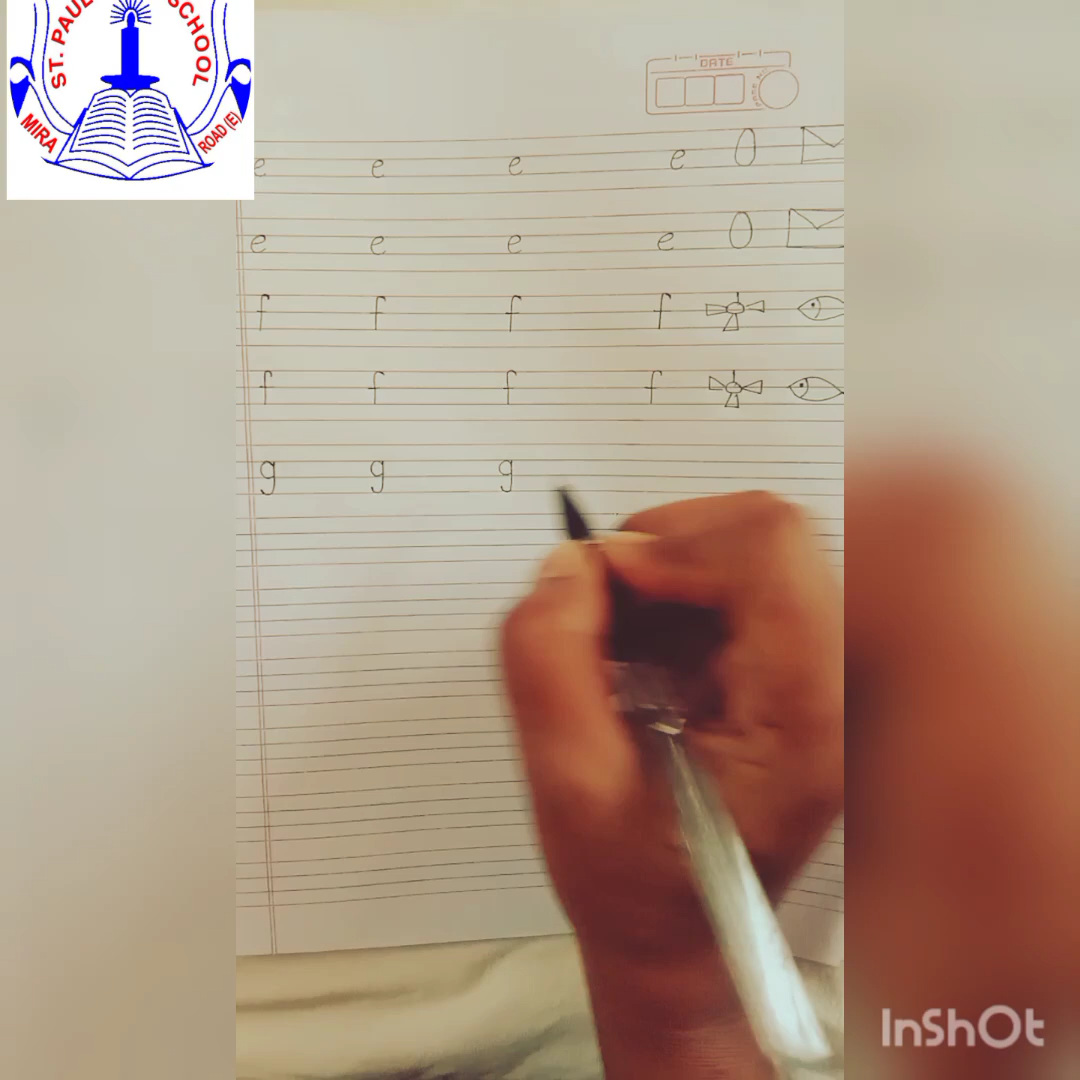 ST. PAUL SCHOOL
MIRA ROAD (E)
DATE
e e e e
e e e e
f f f f
f f f f
g g g
InShOt